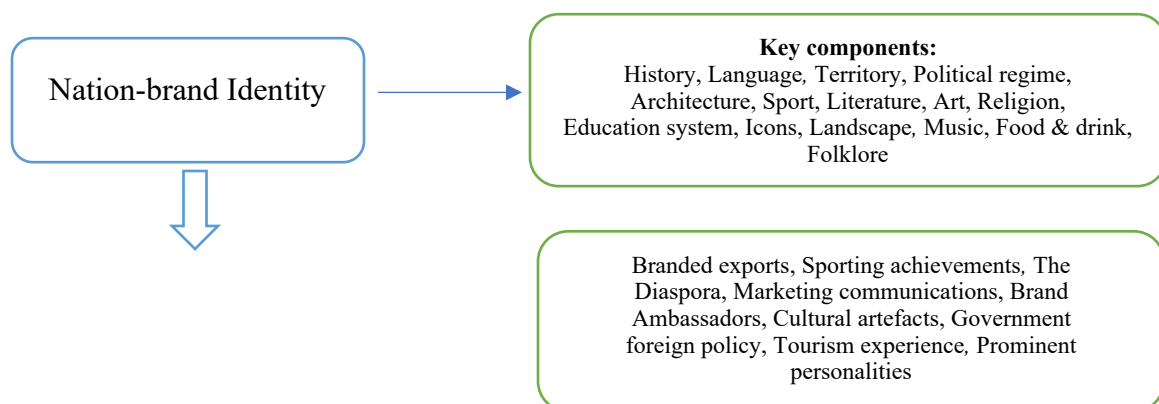 Nation-brand Identity
Key components:
History, Language, Territory, Political regime,
Architecture, Sport, Literature, Art, Religion,
Education system, Icons, Landscape, Music, Food & drink,
Folklore
Branded exports, Sporting achievements, The
Diaspora, Marketing communications, Brand
Ambassadors, Cultural artefacts, Government
foreign policy, Tourism experience, Prominent
personalities